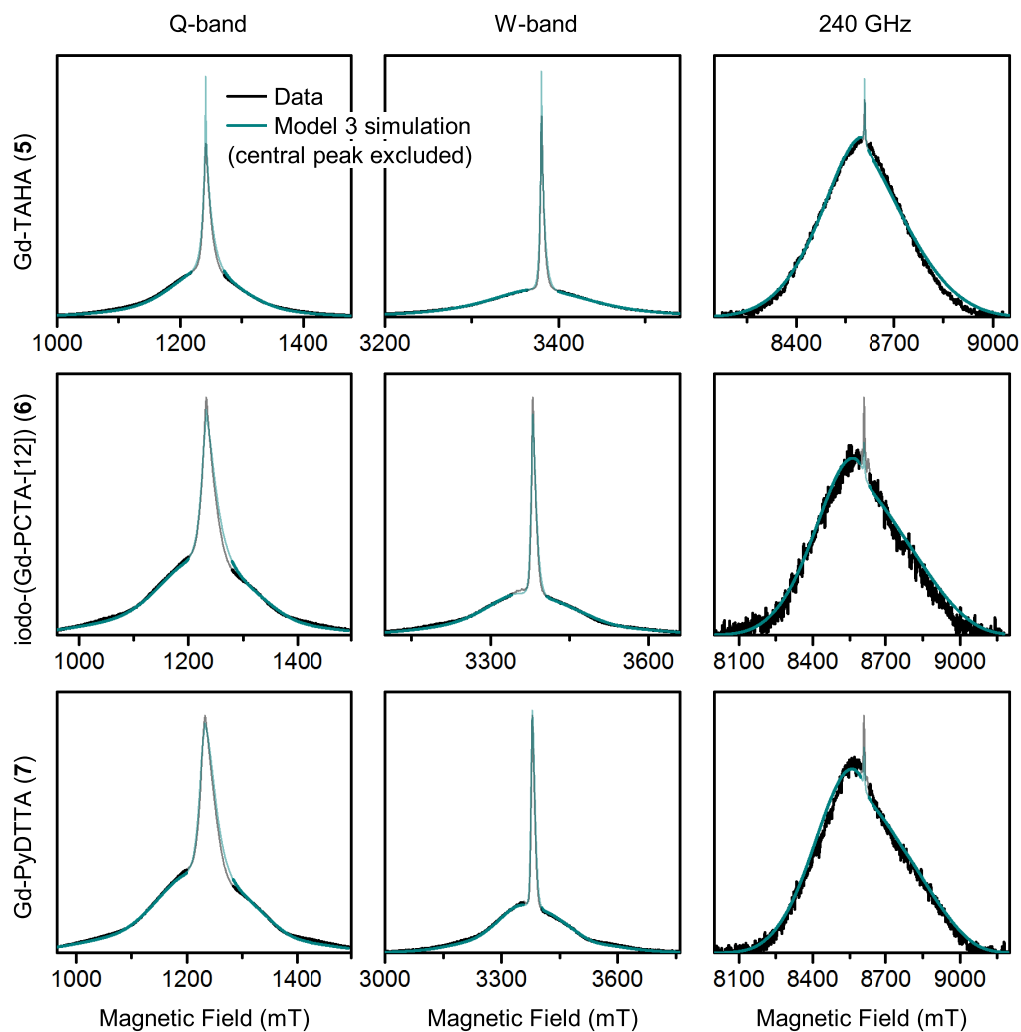 Q-band
W-band
240 GHz
Gd-TAHA (5)
Data
Model 3 simulation
(central peak excluded)
1000
1200
1400
3200
3400
8400
8700
9000
iodo-(Gd-PCTA-[12]) (6)
1000
1200
1400
3300
3600
8100
8400
8700
9000
Gd-PyDTTA (7)
1000
1200
1400
3000
3300
3600
8100
8400
8700
9000
Magnetic Field (mT)
Magnetic Field (mT)
Magnetic Field (mT)